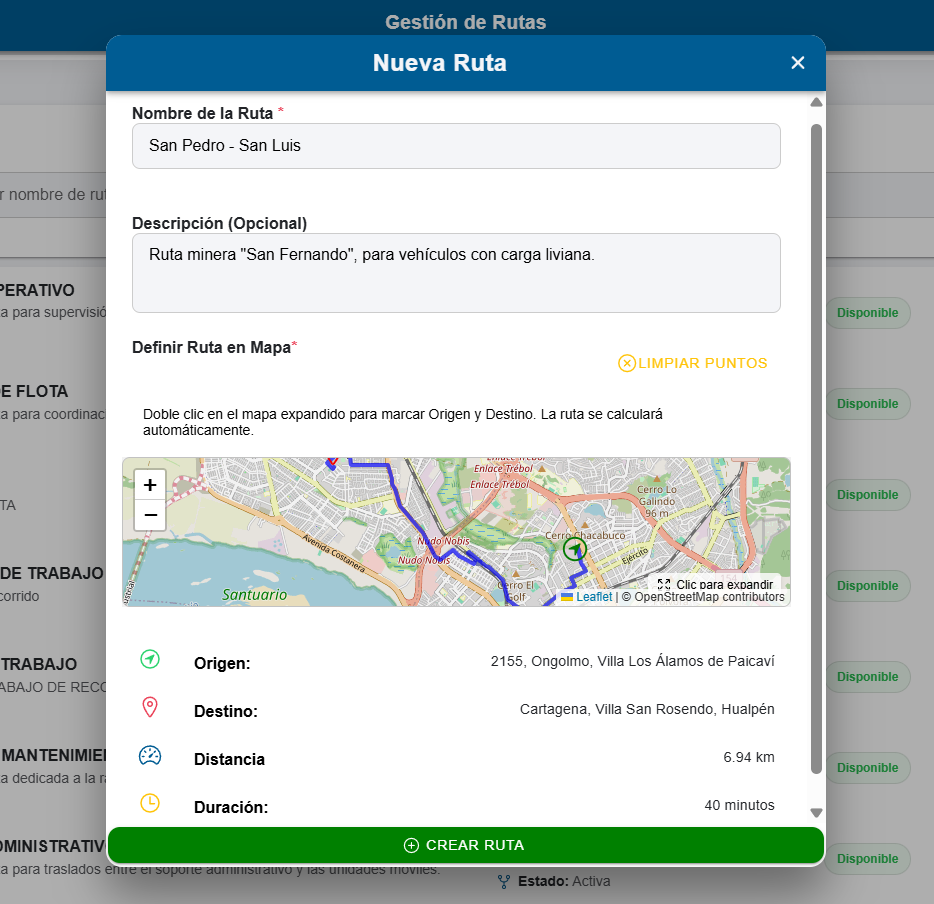 Gestión de Rutas
Nueva Ruta
Nombre de la Ruta *
San Pedro - San Luis
r nombre de rut
Descripción (Opcional)
Ruta minera "San Fernando", para vehículos con carga liviana.
PERATIVO
ta para supervisió
Disponible
Definir Ruta en Mapa*
LIMPIAR PUNTOS
DE FLOTA
ta para coordinac
Disponible
Doble clic en el mapa expandido para marcar Origen y Destino. La ruta se calculará
automáticamente.
+
−
Enlace Trébol
Enlace Trébol
Enlace Trébol
Cerro Lo
Galindo
96 m
Disponible
TA
Avenida Costanera
Nudo Nobis
Nudo Nobis
Cerro Chacabuco
Ejército
Cerro El
Golf
Santuario
Clic para expandir
Leaflet | © OpenStreetMap contributors
DE TRABAJO
corrido
Disponible
Origen:
2155, Ongolmo, Villa Los Álamos de Paicaví
TRABAJO
ABAJO DE RECO
Disponible
Destino:
Cartagena, Villa San Rosendo, Hualpén
Distancia
6.94 km
MANTENIMIE
a dedicada a la ra
Disponible
Duración:
40 minutos
CREAR RUTA
DMINISTRATIV
ta para traslados entre el soporte administrativo y las unidades móviles.
Disponible
Estado: Activa